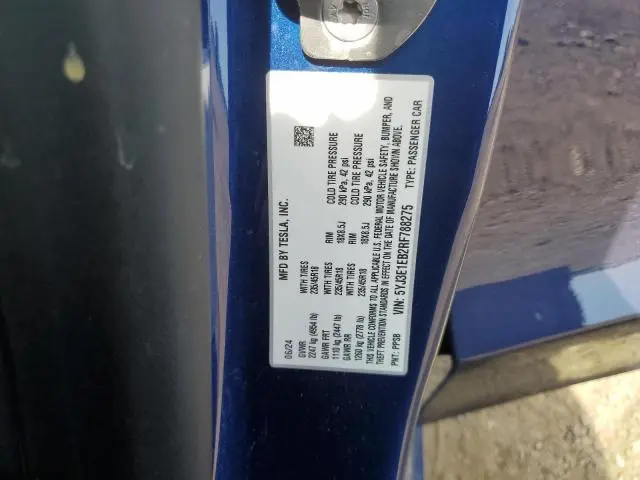 MFD BY TESLA, INC.
06/24
GVWR
2247 kg (4954 lb)
GAWR FRT WITH TIRES RIM COLD TIRE PRESSURE
1110 kg (2447 lb) 235/45R18 18X8.5J 290 kPa, 42 psi
GAWR RR WITH TIRES RIM COLD TIRE PRESSURE
1260 kg (2778 lb) 235/45R18 18X8.5J 290 kPa, 42 psi
THIS VEHICLE CONFORMS TO ALL APPLICABLE U.S. FEDERAL MOTOR VEHICLE SAFETY, BUMPER, AND
THEFT PREVENTION STANDARDS IN EFFECT ON THE DATE OF MANUFACTURE SHOWN ABOVE.
VIN: 5YJ3E1EB2RF788275 TYPE: PASSENGER CAR
PNT: PPSB